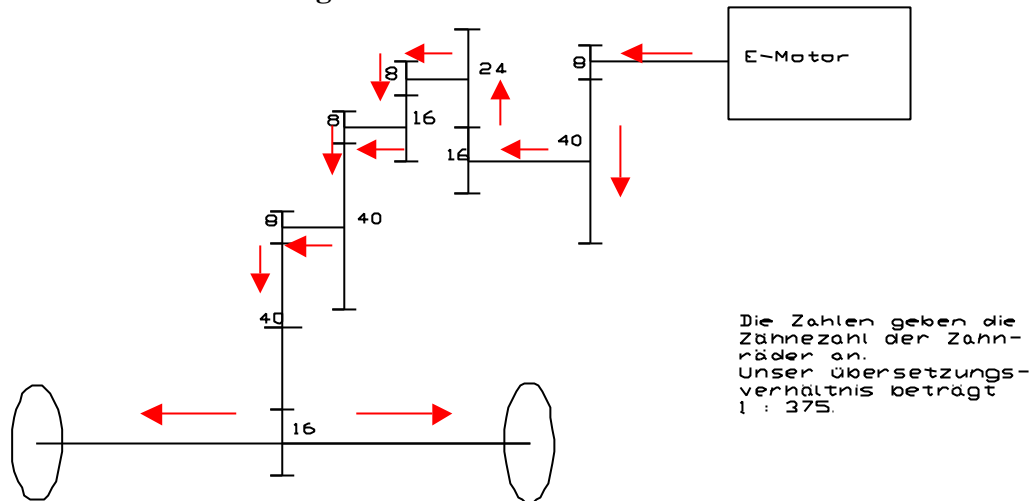 E-Motor
8
24
8
16
8
40
16
8
40
40
16
Die Zahlen geben die
Zähnezahl der Zahn-
räder an.
Unser übersetzungs-
verhältnis beträgt
1 : 375.